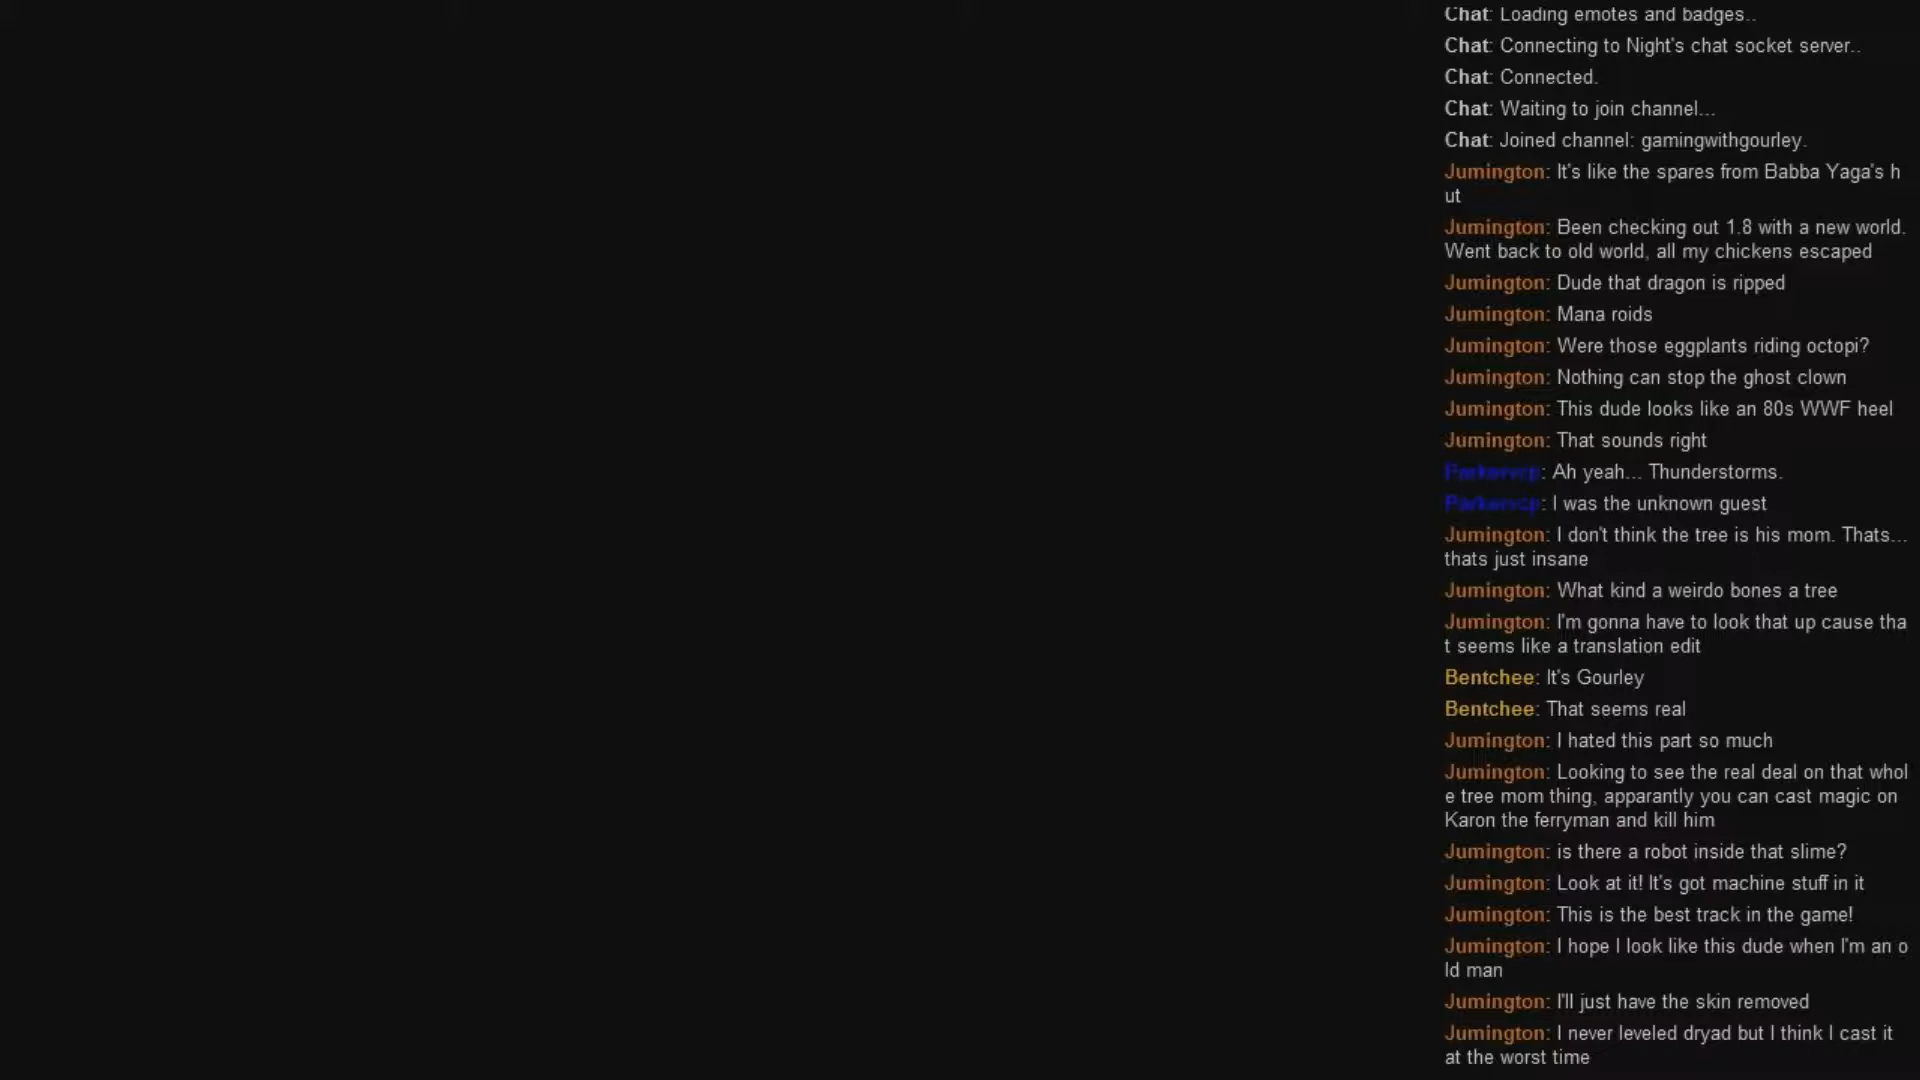 Chat: Loading emotes and badges..
Chat: Connecting to Night's chat socket server..
Chat: Connected.
Chat: Waiting to join channel...
Chat: Joined channel: gamingwithgourley.
Jumington: It's like the spares from Babba Yaga's h
ut
Jumington: Been checking out 1.8 with a new world.
Went back to old world, all my chickens escaped
Jumington: Dude that dragon is ripped
Jumington: Mana roids
Jumington: Were those eggplants riding octopi?
Jumington: Nothing can stop the ghost clown
Jumington: This dude looks like an 80s WWF heel
Jumington: That sounds right
: Ah yeah... Thunderstorms.
: I was the unknown guest
Jumington: I don't think the tree is his mom. Thats...
thats just insane
Jumington: What kind a weirdo bones a tree
Jumington: I'm gonna have to look that up cause tha
t seems like a translation edit
Bentchee: It's Gourley
Bentchee: That seems real
Jumington: I hated this part so much
Jumington: Looking to see the real deal on that whol
e tree mom thing, apparantly you can cast magic on
Karon the ferryman and kill him
Jumington: is there a robot inside that slime?
Jumington: Look at it! It's got machine stuff in it
Jumington: This is the best track in the game!
Jumington: I hope I look like this dude when I'm an o
ld man
Jumington: I'll just have the skin removed
Jumington: I never leveled dryad but I think I cast it
at the worst time